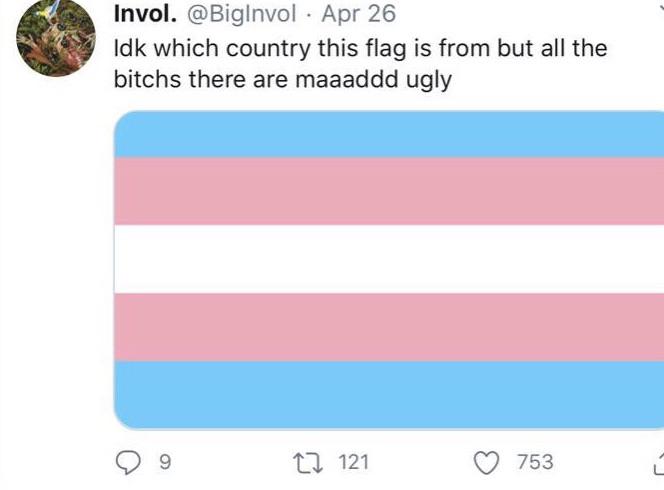 Invol. @BigInvol · Apr 26
Idk which country this flag is from but all the
bitchs there are maaaddd ugly
9 121 753